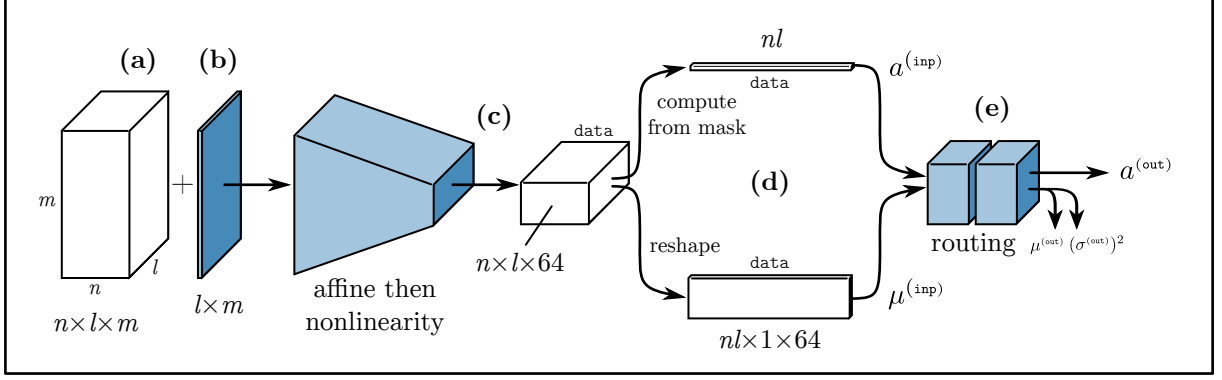 (a)
(b)
m
n
l
n×l×m
+
l×m
affine then
nonlinearity
(c)
data
n×l×64
compute
from mask
reshape
nl
data
(d)
data
nl×1×64
a^(inp)
μ^(inp)
(e)
routing
a^(out)
μ^(out) (σ^(out))^2